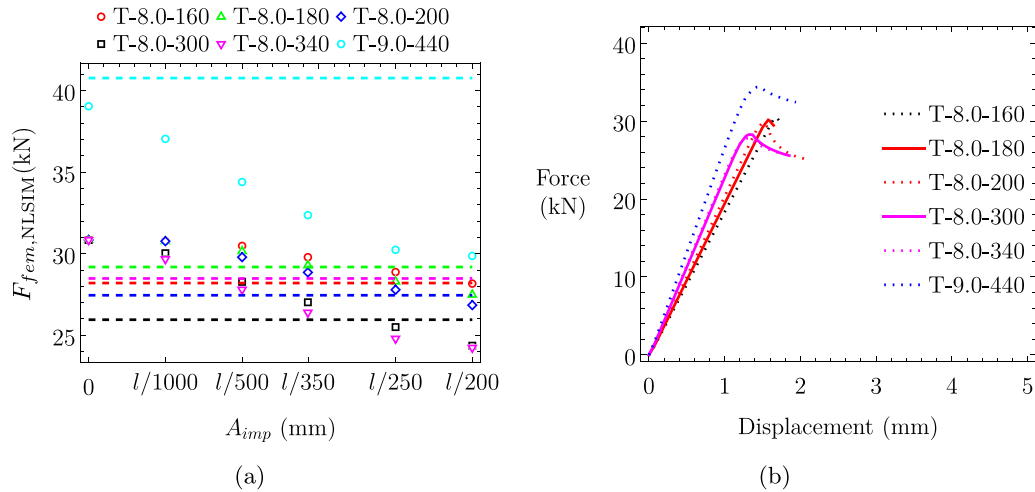 T-8.0-160 T-8.0-180 T-8.0-200
T-8.0-300 T-8.0-340 T-9.0-440
F_{fem,NLSIM}(kN)
40
35
30
25
0 l/1000 l/500 l/350 l/250 l/200
A_{imp} (mm)
(a)
Force
(kN)
40
30
20
10
0
0 1 2 3 4 5
Displacement (mm)
T-8.0-160
T-8.0-180
T-8.0-200
T-8.0-300
T-8.0-340
T-9.0-440
(b)